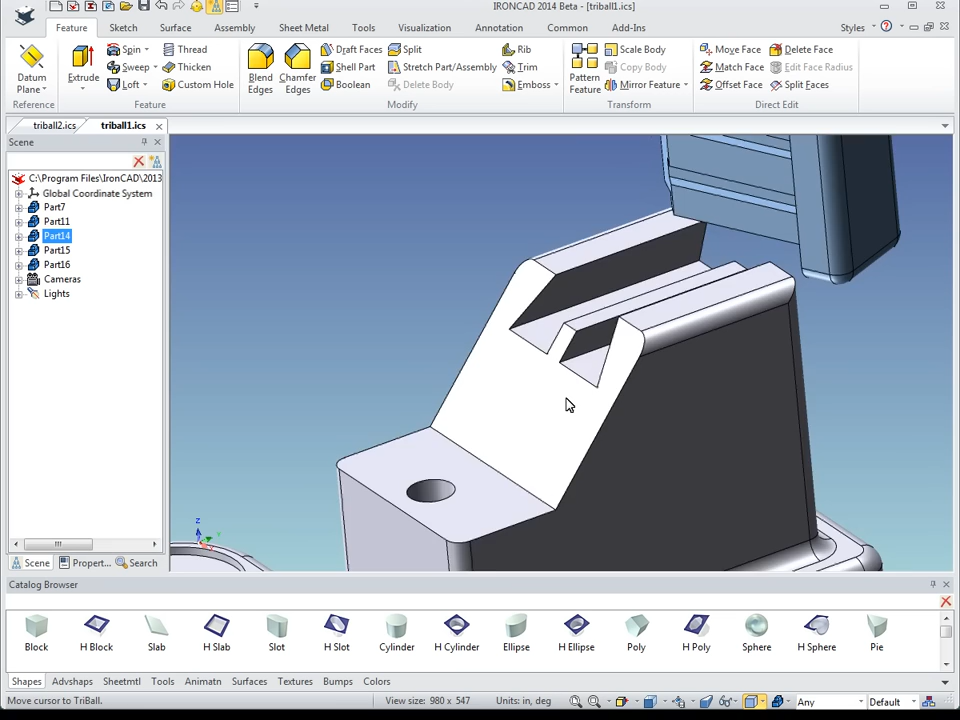 IRONCAD 2014 Beta - [triball1.ics]
Feature Sketch Surface Assembly Sheet Metal Tools Visualization Annotation Common Add-Ins Styles
Datum Plane
Reference
Extrude
Spin
Sweep
Loft
Thread
Thicken
Custom Hole
Feature
Blend Edges
Chamfer Edges
Draft Faces
Shell Part
Boolean
Split
Stretch Part/Assembly
Delete Body
Rib
Trim
Emboss
Modify
Pattern Feature
Scale Body
Copy Body
Mirror Feature
Transform
Move Face
Match Face
Offset Face
Delete Face
Edit Face Radius
Split Faces
Direct Edit
triball2.ics triball1.ics
Scene
C:\Program Files\IronCAD\2013
Global Coordinate System
Part7
Part11
Part14
Part15
Part16
Cameras
Lights
Z
Scene Propert... Search
Catalog Browser
Block H Block Slab H Slab Slot H Slot Cylinder H Cylinder Ellipse H Ellipse Poly H Poly Sphere H Sphere Pie
Shapes Advshaps Sheetmtl Tools Animatn Surfaces Textures Bumps Colors
Move cursor to TriBall. View size: 980 x 547 Units: in, deg Any Default